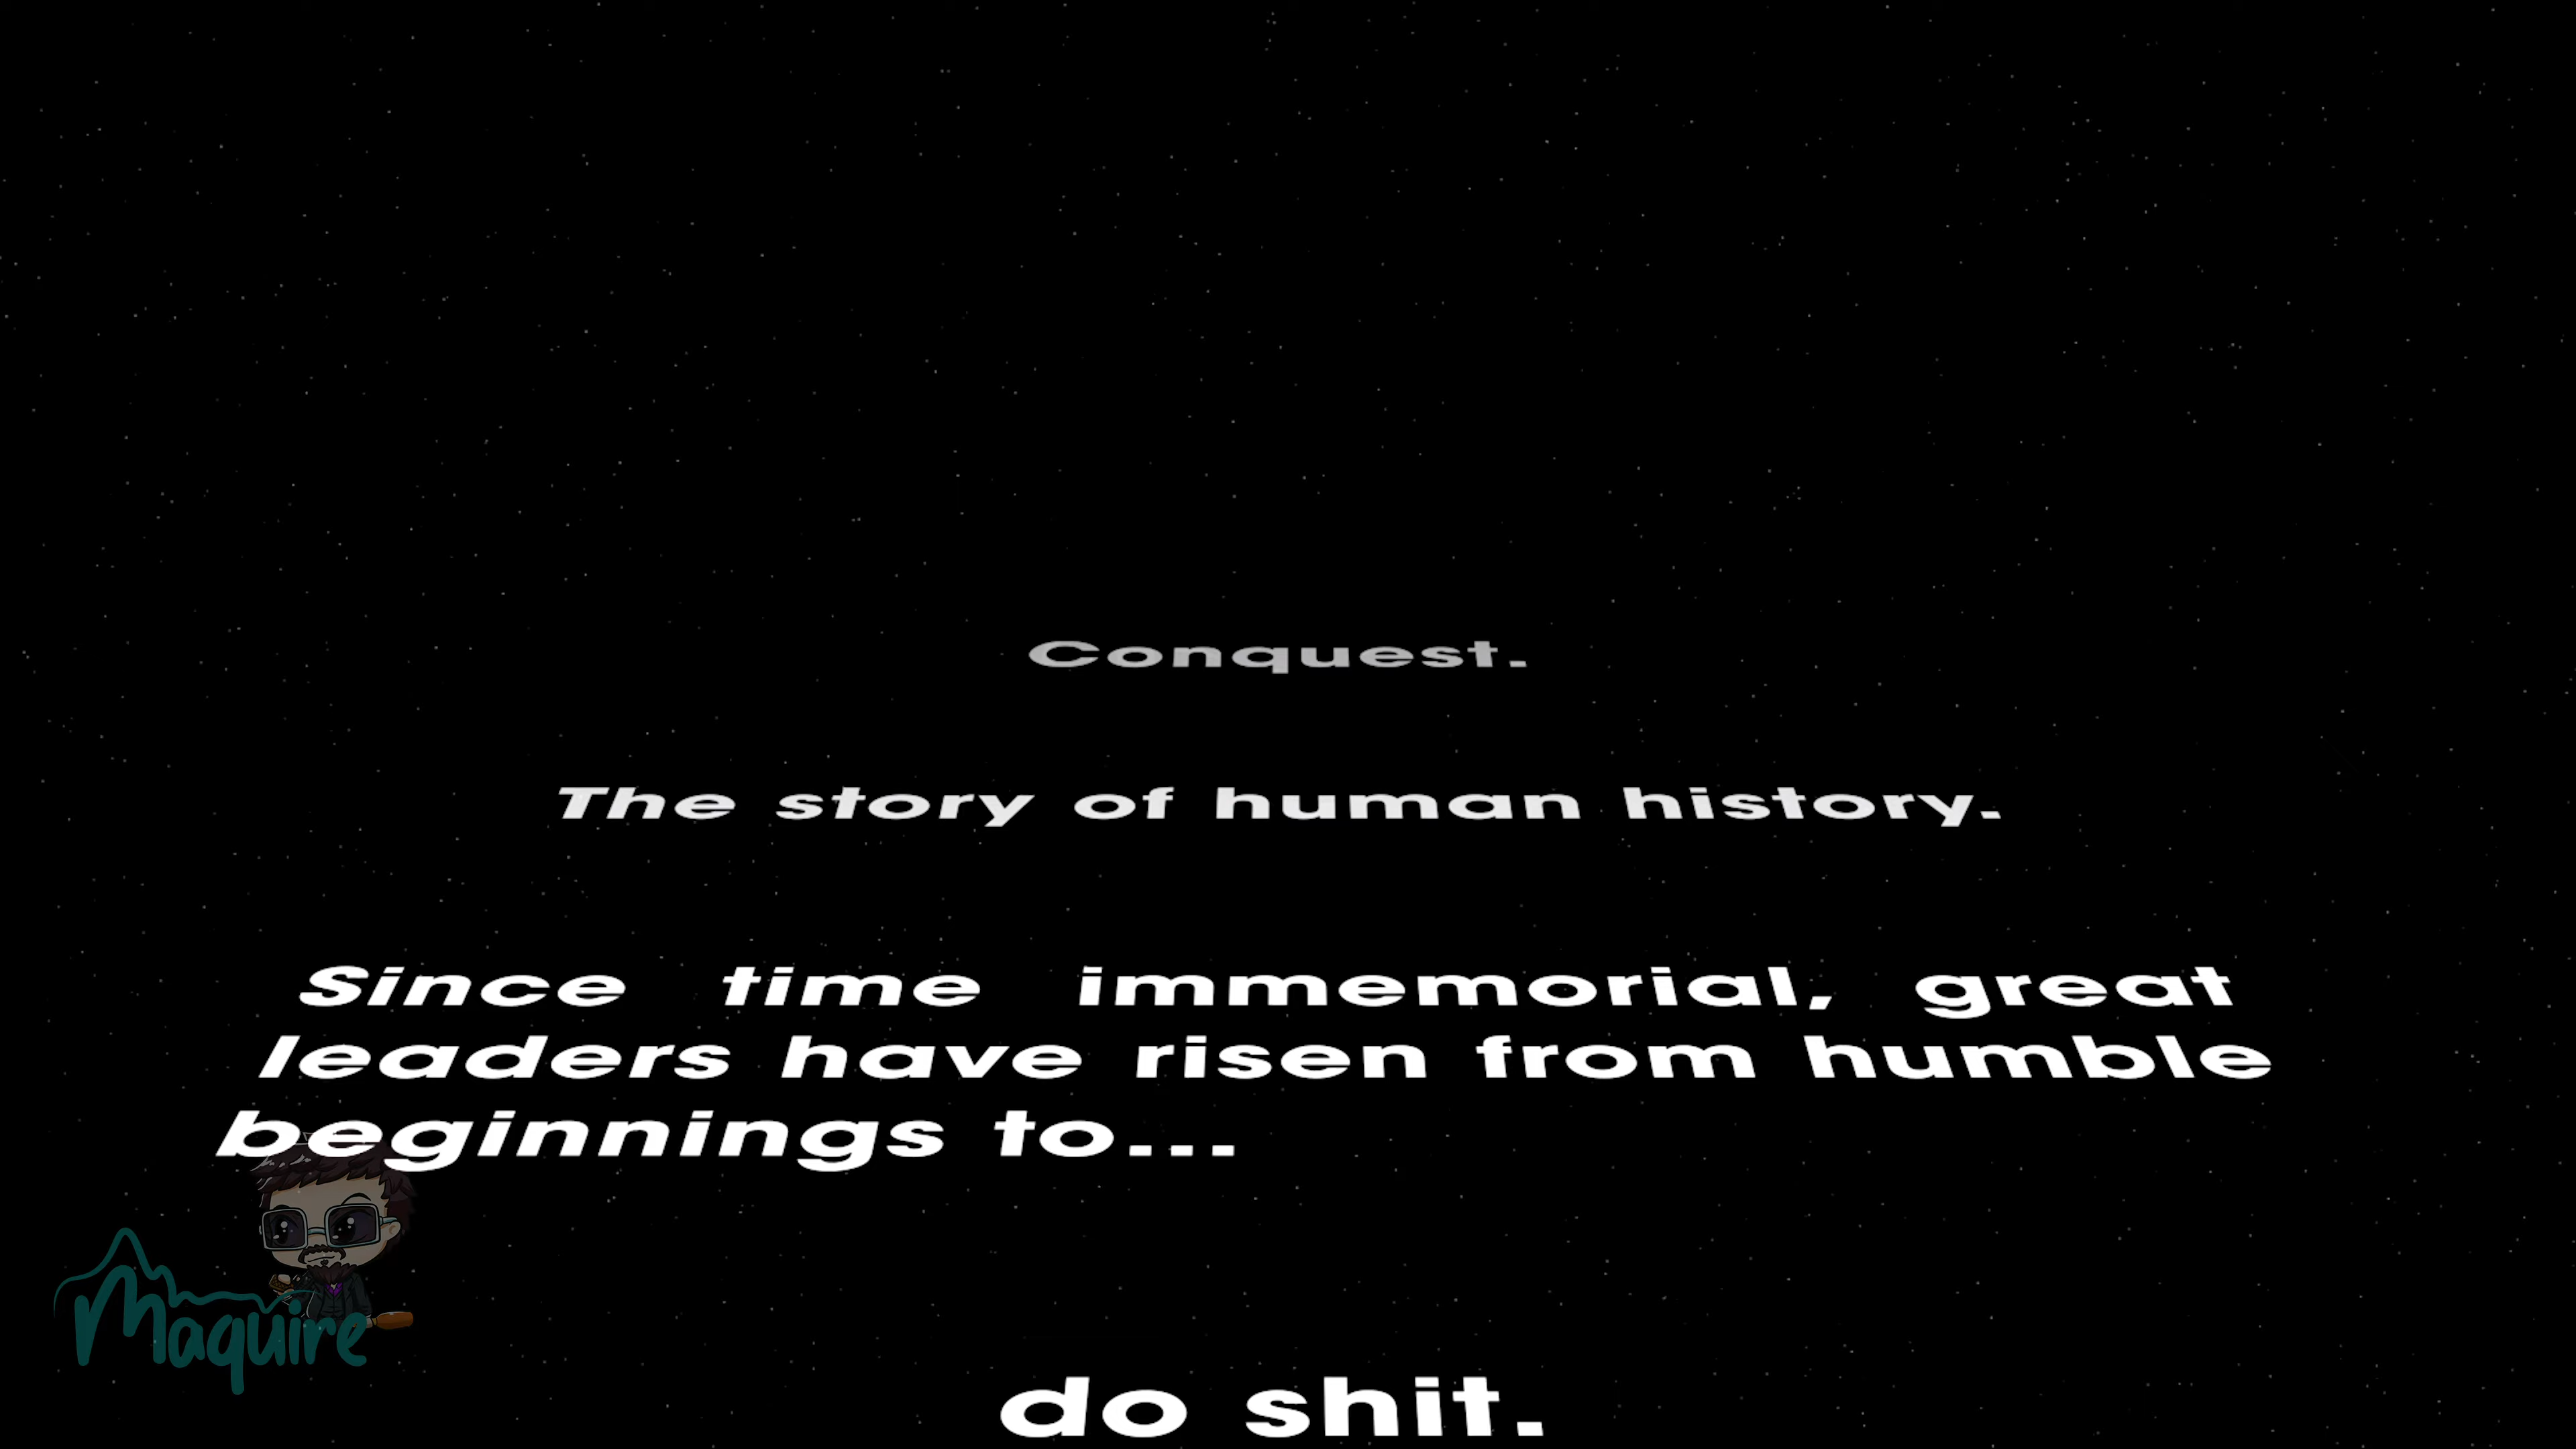 Conquest.
The story of human history.
Since time immemorial, great
leaders have risen from humble
beginnings to...
Maquire
do shit.